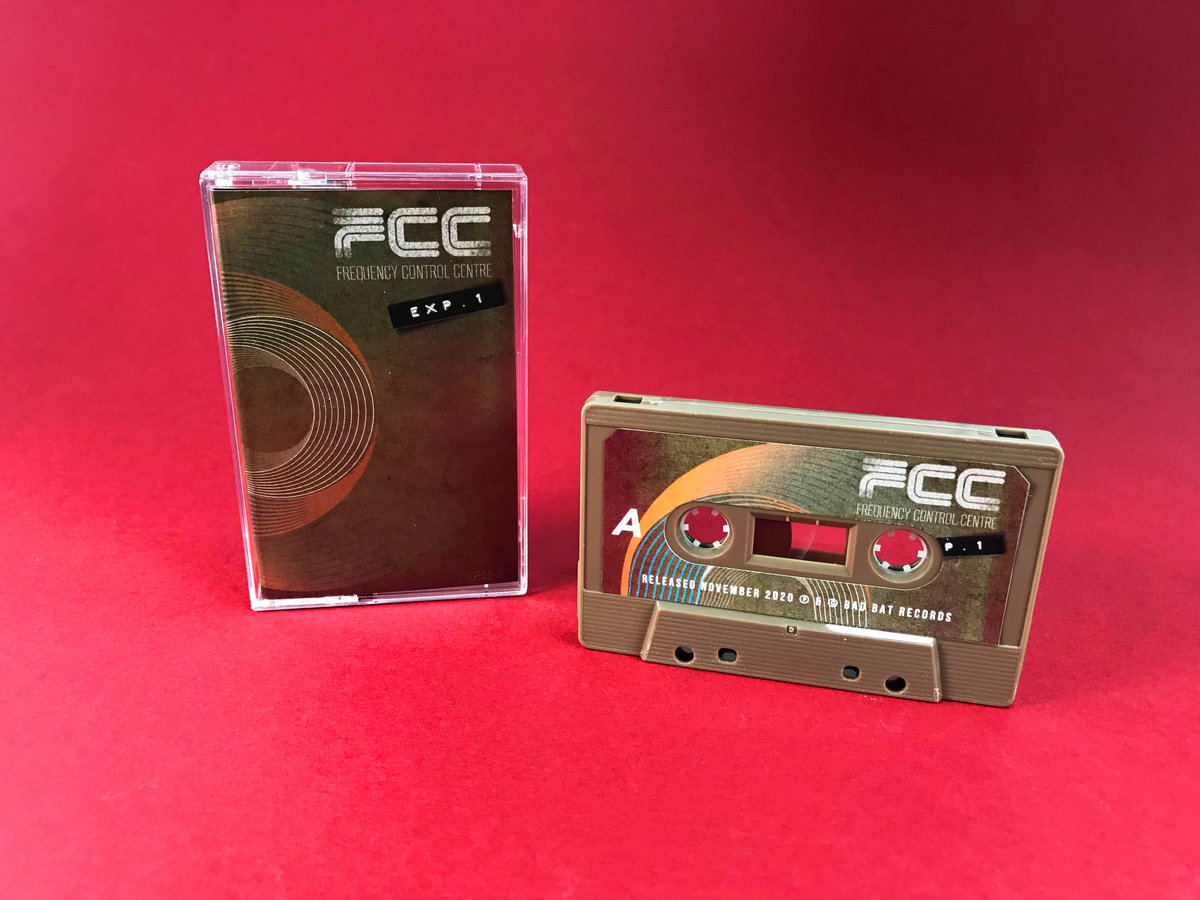 FCC
FREQUENCY CONTROL CENTRE
EXP.1
FCC
FREQUENCY CONTROL CENTRE
A
P.1
RELEASED NOVEMBER 2020 ℗ & © BAD BAT RECORDS